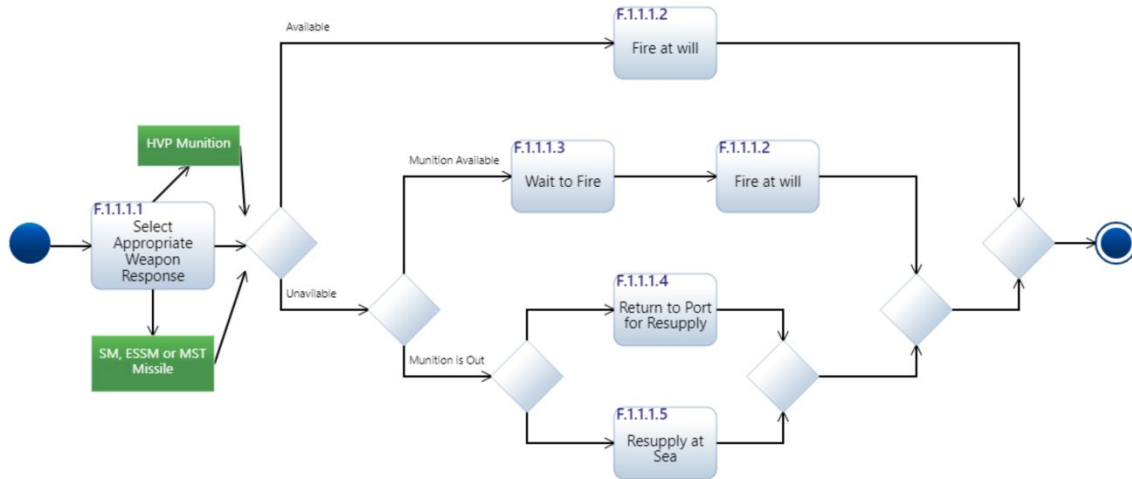 Available
F.1.1.1.2
Fire at will
HVP Munition
F.1.1.1.1
Select
Appropriate
Weapon
Response
SM, ESSM or MST
Missile
Unavilable
Munition Available
F.1.1.1.3
Wait to Fire
F.1.1.1.2
Fire at will
Munition is Out
F.1.1.1.4
Return to Port
for Resupply
F.1.1.1.5
Resupply at
Sea